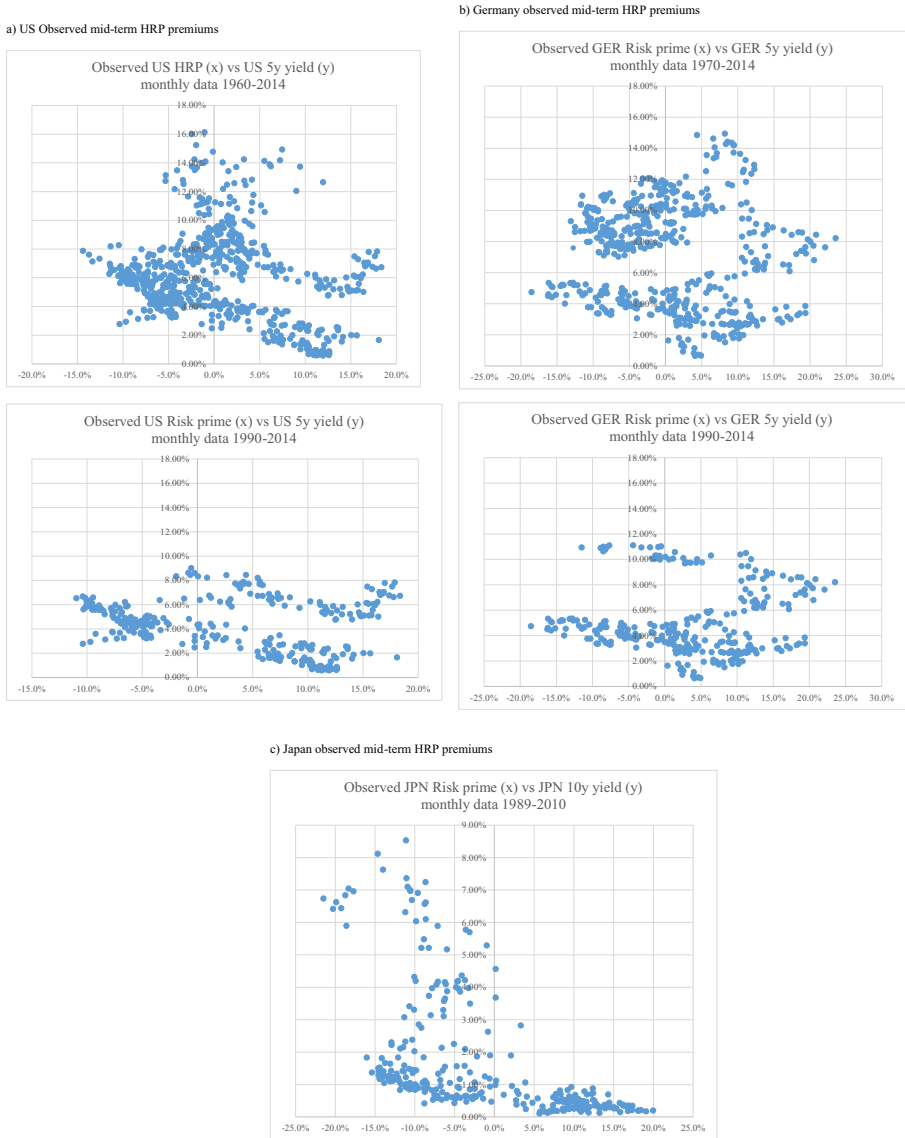 a) US Observed mid-term HRP premiums
Observed US HRP (x) vs US 5y yield (y)
monthly data 1960-2014
18.00%
16.00%
14.00%
12.00%
10.00%
8.00%
6.00%
4.00%
2.00%
0.00%
-20.0% -15.0% -10.0% -5.0% 0.0% 5.0% 10.0% 15.0% 20.0%
Observed US Risk prime (x) vs US 5y yield (y)
monthly data 1990-2014
18.00%
16.00%
14.00%
12.00%
10.00%
8.00%
6.00%
4.00%
2.00%
0.00%
-15.0% -10.0% -5.0% 0.0% 5.0% 10.0% 15.0% 20.0%
b) Germany observed mid-term HRP premiums
Observed GER Risk prime (x) vs GER 5y yield (y)
monthly data 1970-2014
18.00%
16.00%
14.00%
12.00%
10.00%
8.00%
6.00%
4.00%
2.00%
0.00%
-25.0% -20.0% -15.0% -10.0% -5.0% 0.0% 5.0% 10.0% 15.0% 20.0% 25.0% 30.0%
Observed GER Risk prime (x) vs GER 5y yield (y)
monthly data 1990-2014
18.00%
16.00%
14.00%
12.00%
10.00%
8.00%
6.00%
4.00%
2.00%
0.00%
-25.0% -20.0% -15.0% -10.0% -5.0% 0.0% 5.0% 10.0% 15.0% 20.0% 25.0% 30.0%
c) Japan observed mid-term HRP premiums
Observed JPN Risk prime (x) vs JPN 10y yield (y)
monthly data 1989-2010
9.00%
8.00%
7.00%
6.00%
5.00%
4.00%
3.00%
2.00%
1.00%
0.00%
-25.0% -20.0% -15.0% -10.0% -5.0% 0.0% 5.0% 10.0% 15.0% 20.0% 25.0%